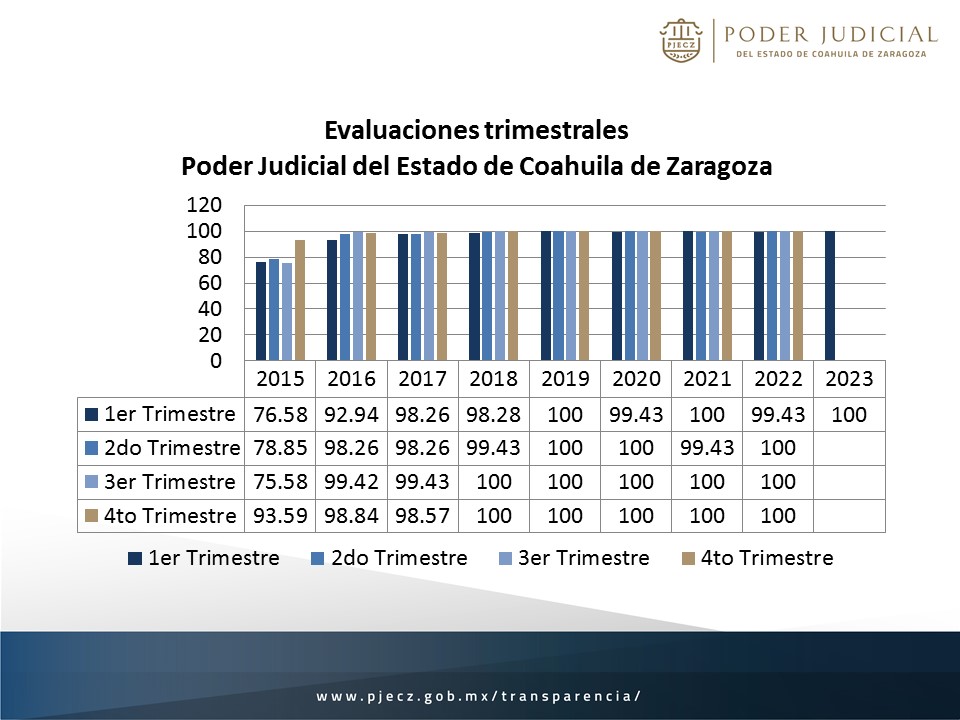 PJECZ
PODER JUDICIAL
DEL ESTADO DE COAHUILA DE ZARAGOZA
Evaluaciones trimestrales
Poder Judicial del Estado de Coahuila de Zaragoza
120
100
80
60
40
20
0
2015 2016 2017 2018 2019 2020 2021 2022 2023
1er Trimestre 76.58 92.94 98.26 98.28 100 99.43 100 99.43 100
2do Trimestre 78.85 98.26 98.26 99.43 100 100 99.43 100
3er Trimestre 75.58 99.42 99.43 100 100 100 100 100
4to Trimestre 93.59 98.84 98.57 100 100 100 100 100
1er Trimestre 2do Trimestre 3er Trimestre 4to Trimestre
www.pjecz.gob.mx/transparencia/